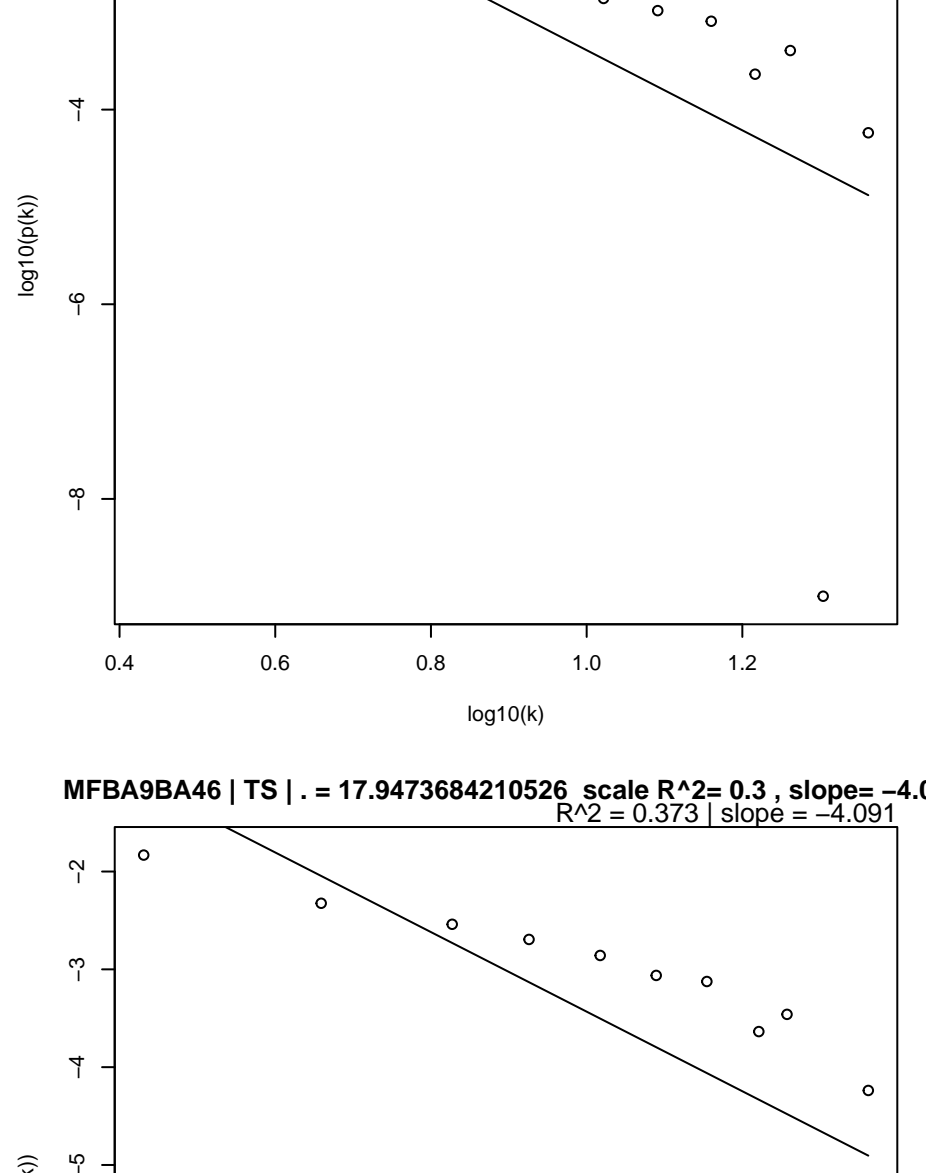 −4
−6
−8
log10(p(k))
0.4 0.6 0.8 1.0 1.2
log10(k)
MFBA9BA46 | TS | . = 17.9473684210526 scale R^2= 0.3 , slope= −4.0
R^2 = 0.373 | slope = −4.091
−2
−3
−4
−5
k))